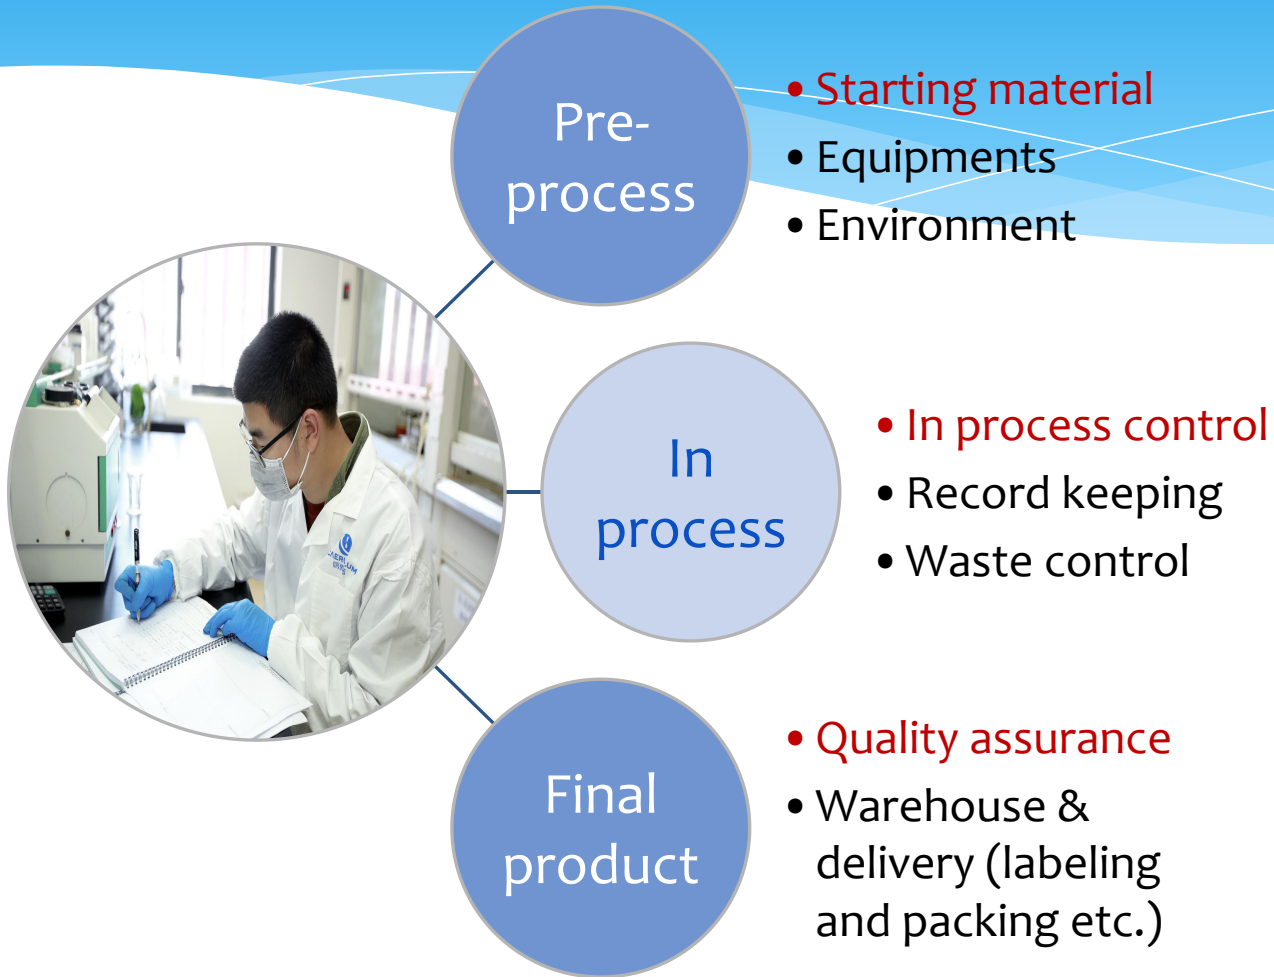 Pre-
process
• Starting material
• Equipments
• Environment
In
process
• In process control
• Record keeping
• Waste control
Final
product
• Quality assurance
• Warehouse &
delivery (labeling
and packing etc.)